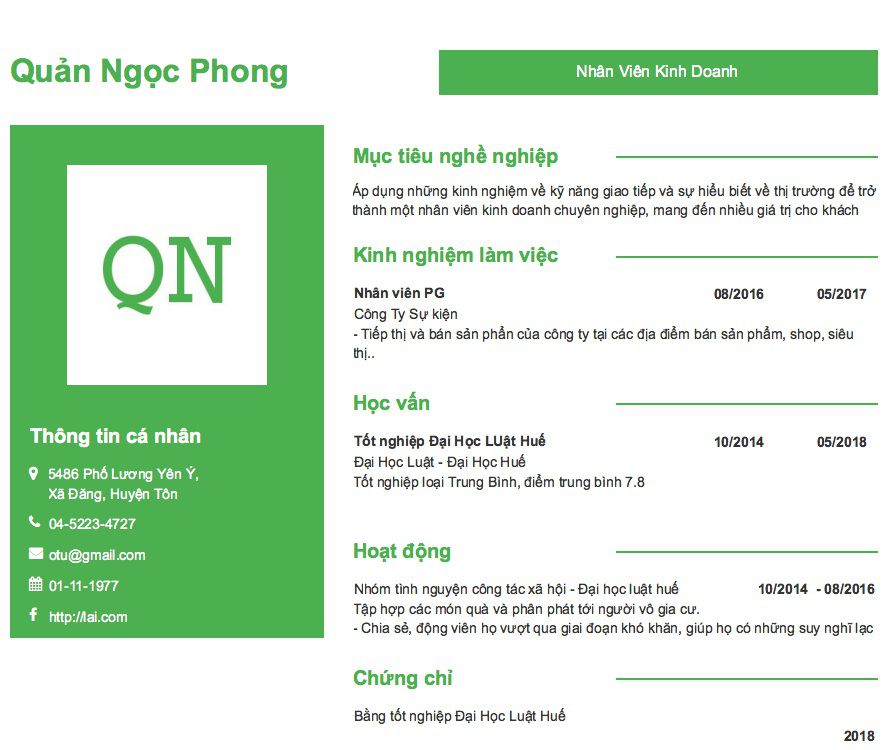 Quản Ngọc Phong
Nhân Viên Kinh Doanh
QN
Thông tin cá nhân
5486 Phố Lương Yên Ý,
Xã Đăng, Huyện Tôn
04-5223-4727
otu@gmail.com
01-11-1977
http://lai.com
Mục tiêu nghề nghiệp
Áp dụng những kinh nghiệm về kỹ năng giao tiếp và sự hiểu biết về thị trường để trở
thành một nhân viên kinh doanh chuyên nghiệp, mang đến nhiều giá trị cho khách
Kinh nghiệm làm việc
Nhân viên PG 08/2016 05/2017
Công Ty Sự kiện
- Tiếp thị và bán sản phẩn của công ty tại các địa điểm bán sản phẩm, shop, siêu
thị..
Học vấn
Tốt nghiệp Đại Học LUật Huế 10/2014 05/2018
Đại Học Luật - Đại Học Huế
Tốt nghiệp loại Trung Bình, điểm trung bình 7.8
Hoạt động
Nhóm tình nguyện công tác xã hội - Đại học luật huế 10/2014 - 08/2016
Tập hợp các món quà và phân phát tới người vô gia cư.
- Chia sẻ, động viên họ vượt qua giai đoạn khó khăn, giúp họ có những suy nghĩ lạc
Chứng chỉ
Bằng tốt nghiệp Đại Học Luật Huế
2018